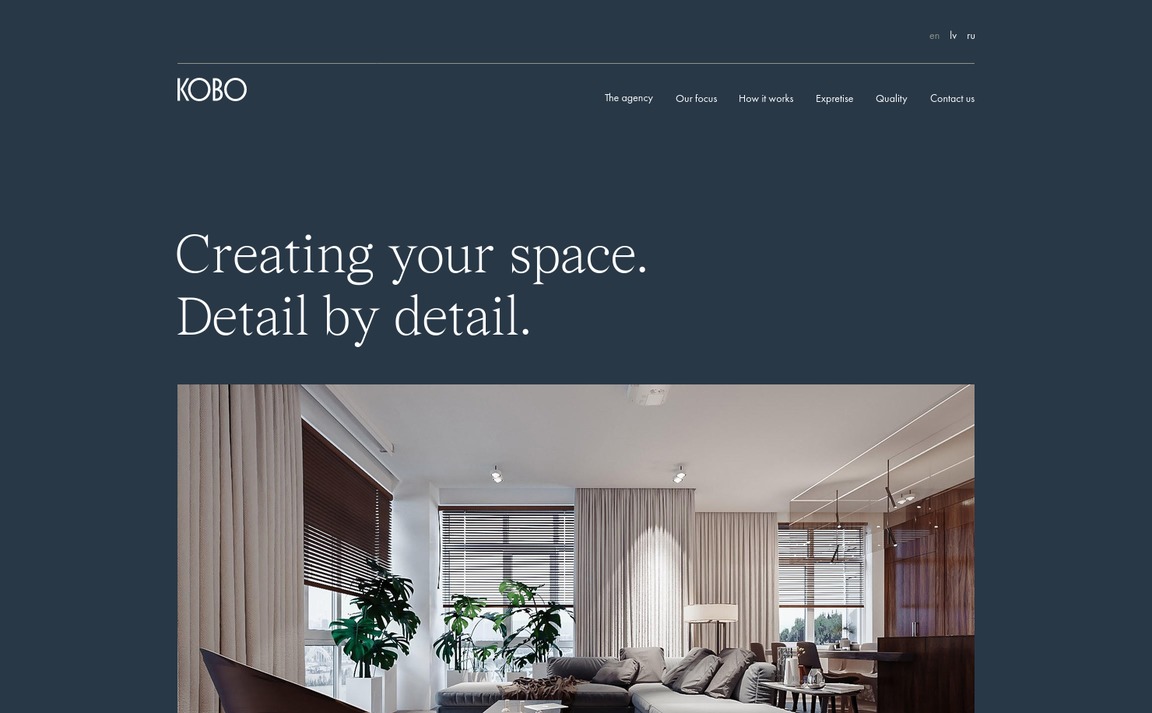 en lv ru
KOBO
The agency Our focus How it works Expretise Quality Contact us
Creating your space.
Detail by detail.